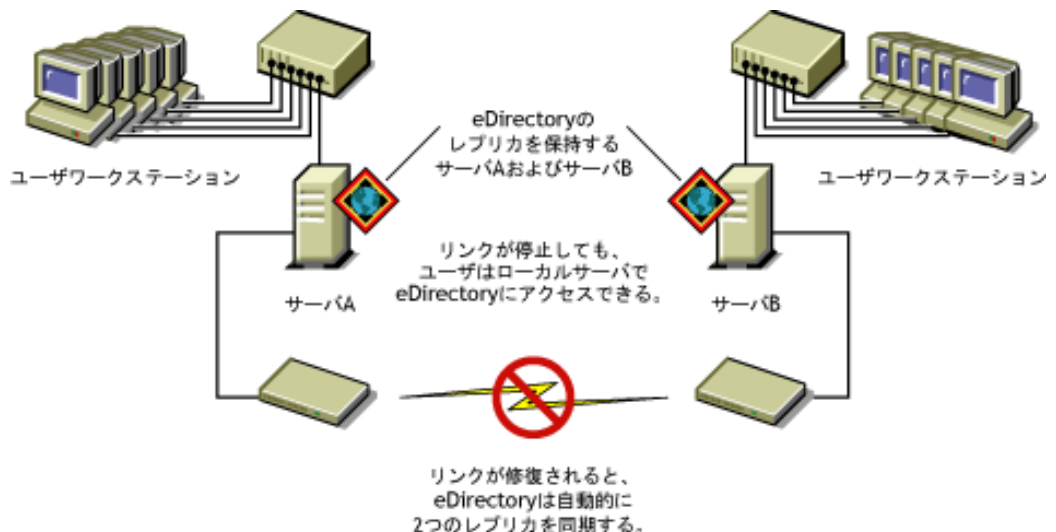 eDirectoryの
レプリカを保持する
サーバAおよびサーバB
ユーザワークステーション
ユーザワークステーション
リンクが停止しても、
ユーザはローカルサーバで
eDirectoryにアクセスできる。
サーバA
サーバB
リンクが修復されると、
eDirectoryは自動的に
2つのレプリカを同期する。